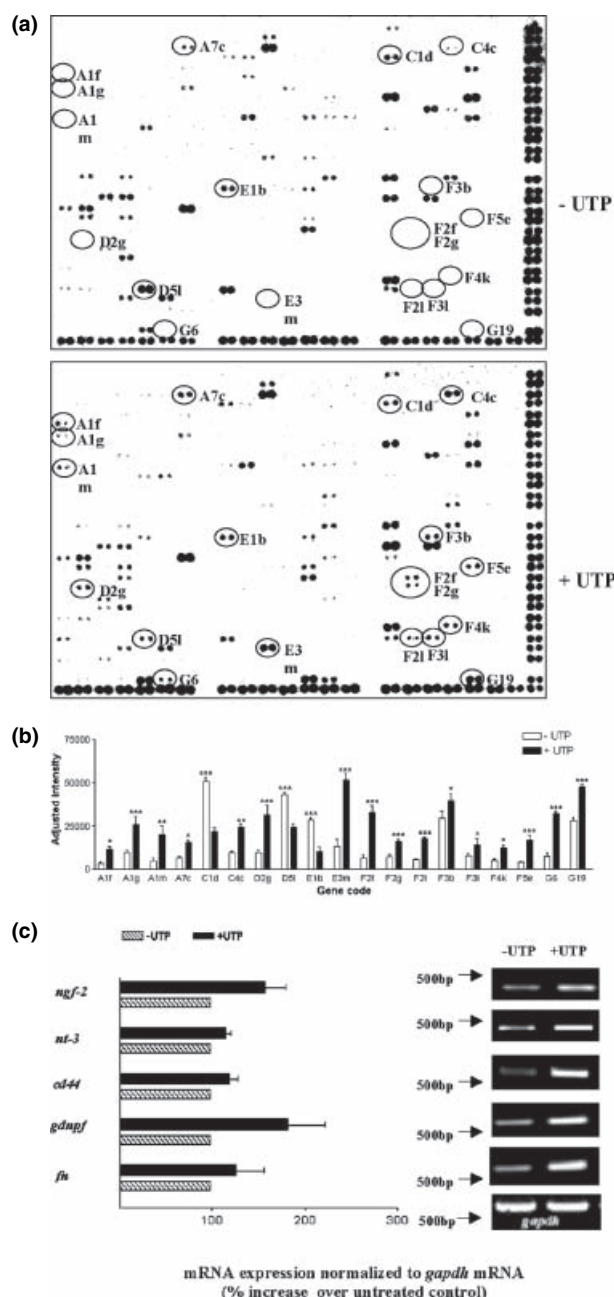 (a)
A7c
C1d
C4c
A1f
A1g
A1
m
E1b
F3b
F5e
F2f
F2g
D2g
F4k
D5l
E3
m
F2l
F3l
G6
G19
- UTP
A7c
C1d
C4c
A1f
A1g
A1
m
E1b
F3b
F5e
F2f
F2g
D2g
F4k
D5l
E3
m
F2l
F3l
G6
G19
+ UTP
(b)
Adjusted Intensity
75000
50000
25000
0
- UTP
+ UTP
* *** ** * *** ** *** *** *** *** *** *** *** * * * *** *** ***
A1f A1g A1m A7c C1d C4c D2g D5l E1b E3m F2f F2g F2l F3b F3l F4k F5e G6 G19
Gene code
(c)
-UTP +UTP
-UTP +UTP
ngf-2
nt-3
cd44
gdnpf
fn
500bp
500bp
500bp
500bp
500bp
500bp
gapdh
100 200 300
mRNA expression normalized to gapdh mRNA
(% increase over untreated control)